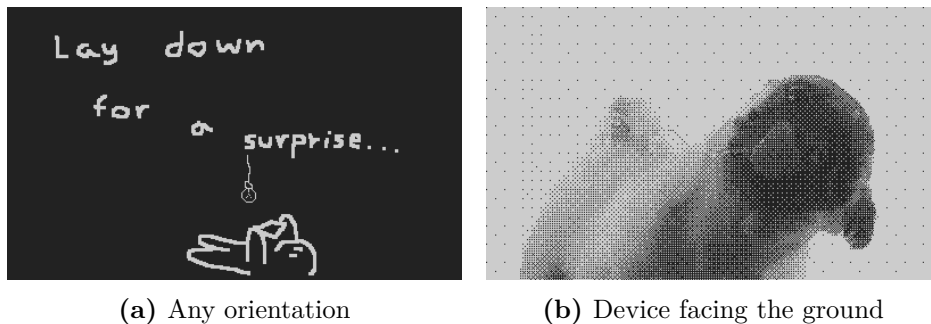 Lay down
for a
surprise...
(a) Any orientation
(b) Device facing the ground